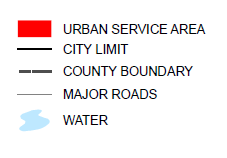 URBAN SERVICE AREA
CITY LIMIT
COUNTY BOUNDARY
MAJOR ROADS
WATER